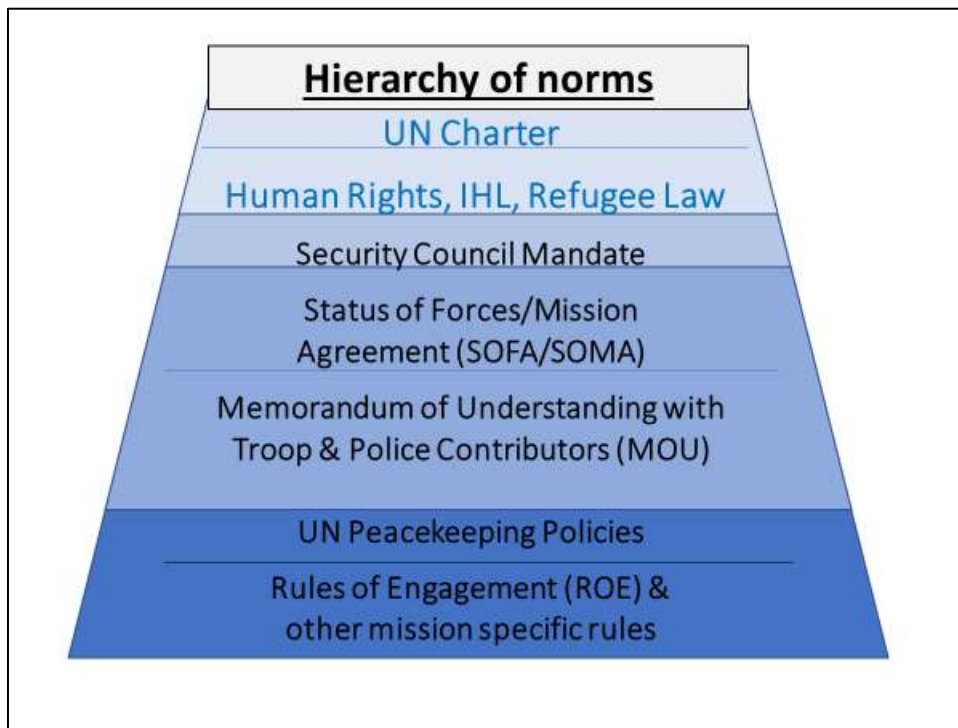 Hierarchy of norms
UN Charter
Human Rights, IHL, Refugee Law
Security Council Mandate
Status of Forces/Mission
Agreement (SOFA/SOMA)
Memorandum of Understanding with
Troop & Police Contributors (MOU)
UN Peacekeeping Policies
Rules of Engagement (ROE) &
other mission specific rules